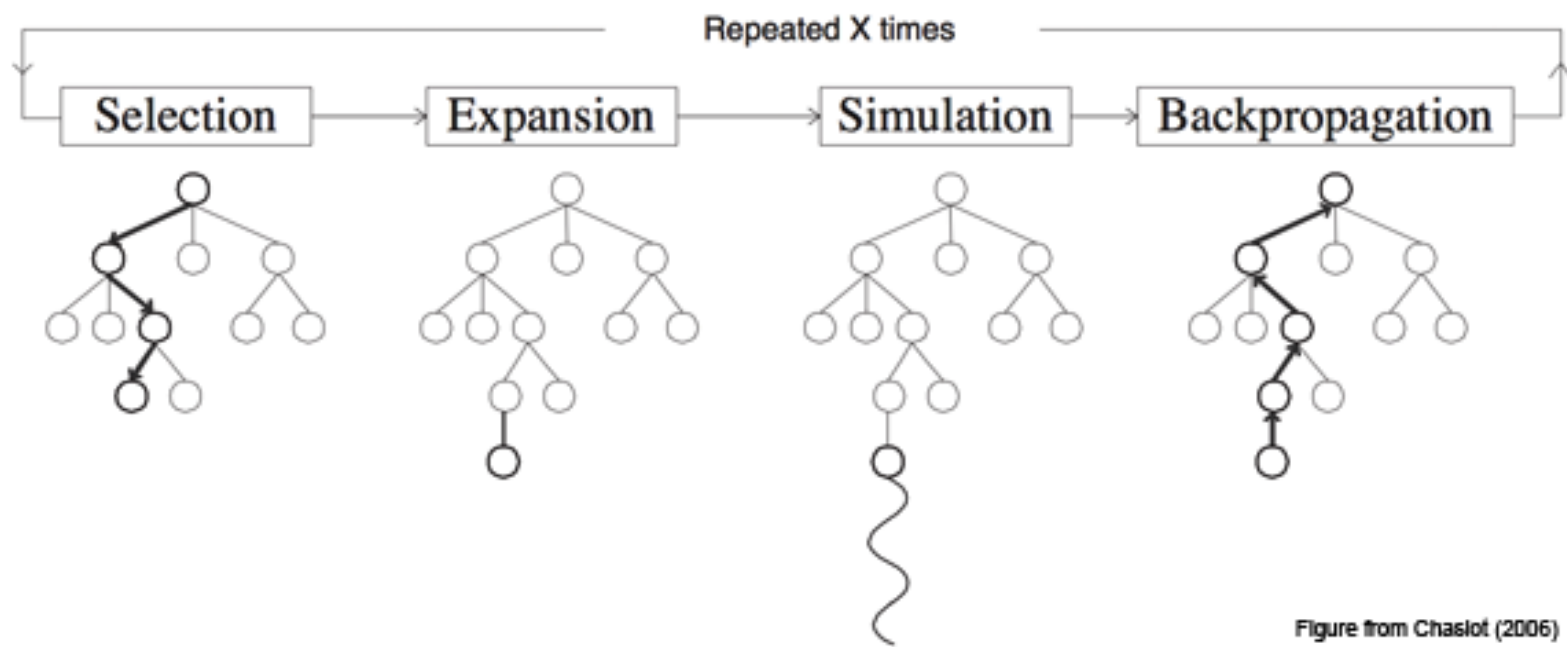 Repeated X times
Selection
Expansion
Simulation
Backpropagation
Figure from Chaslot (2006)